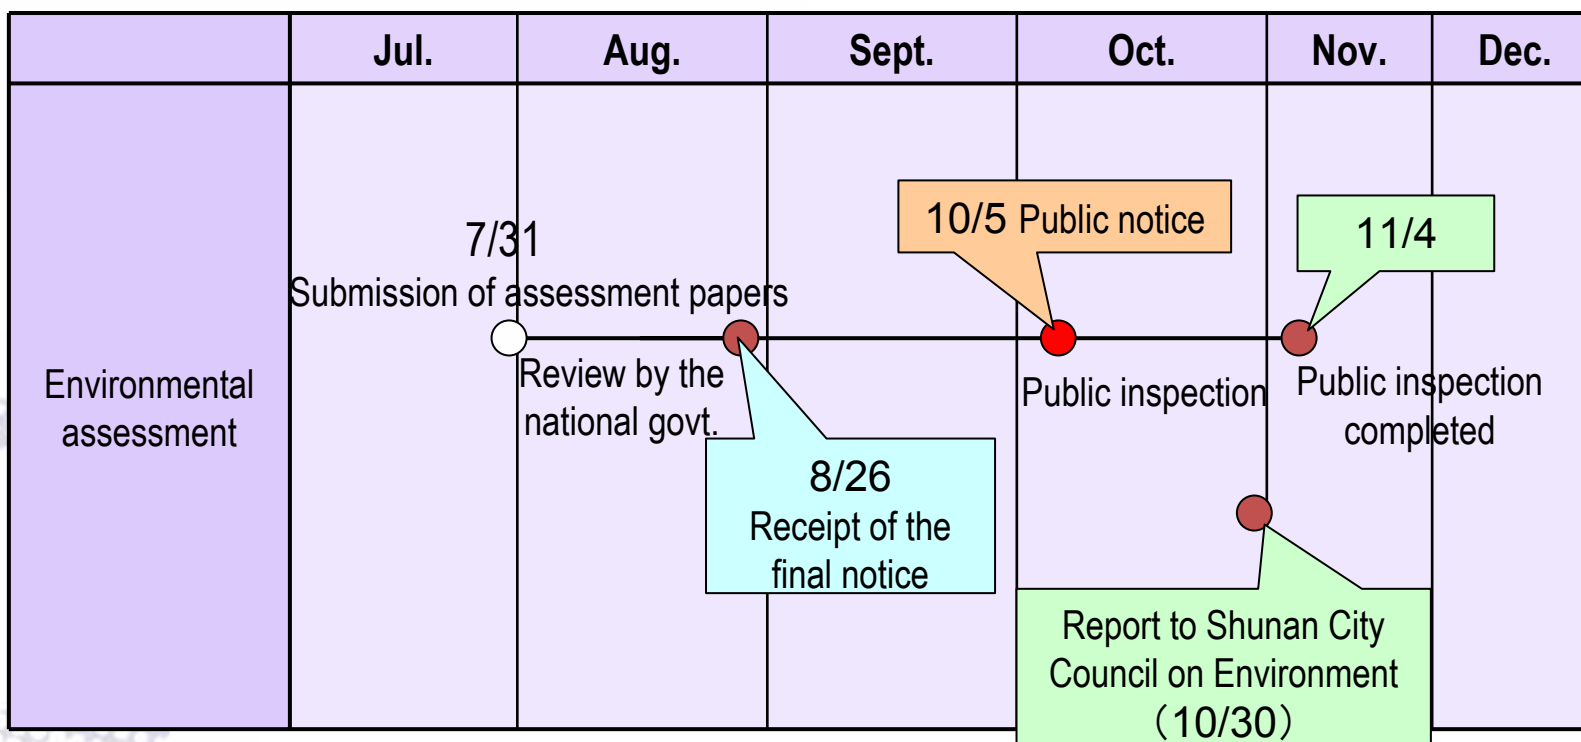 Jul.
Aug.
Sept.
Oct.
Nov.
Dec.
Environmental
assessment
7/31
Submission of assessment papers
Review by the
national govt.
8/26
Receipt of the
final notice
10/5 Public notice
Public inspection
11/4
Public inspection
completed
Report to Shunan City
Council on Environment
（10/30）